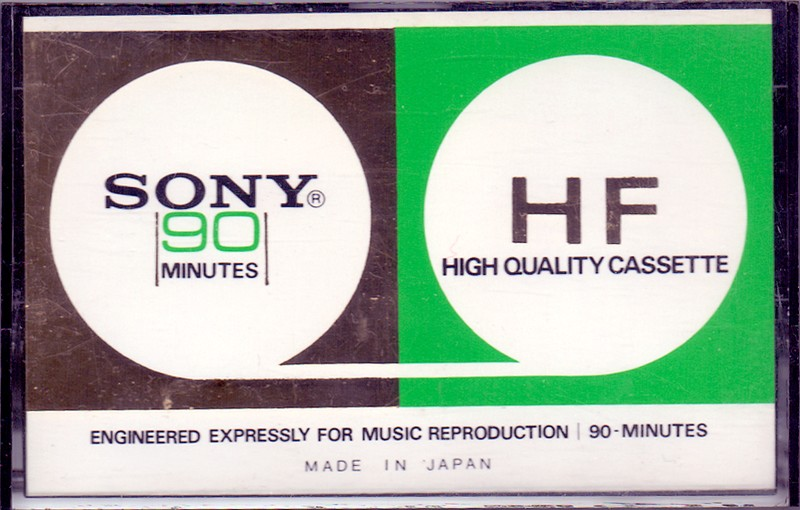 SONY®
90
MINUTES
HF
HIGH QUALITY CASSETTE
ENGINEERED EXPRESSLY FOR MUSIC REPRODUCTION | 90-MINUTES
MADE IN JAPAN